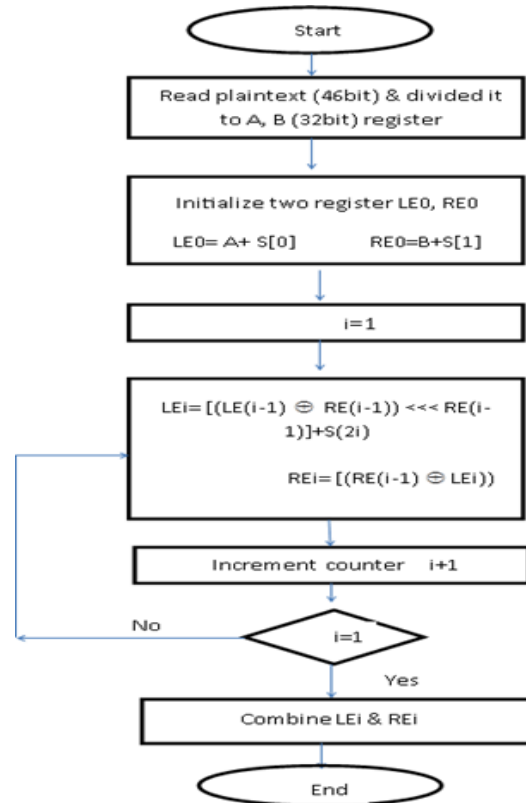 Start
Read plaintext (46bit) & divided it
to A, B (32bit) register
Initialize two register LE0, RE0
LE0= A+ S[0] RE0=B+S[1]
i=1
LEi= [(LE(i-1) ⊕ RE(i-1)) <<< RE(i-
1)]+S(2i)
REi= [(RE(i-1) ⊕ LEi))
Increment counter i+1
No
i=1
Yes
Combine LEi & REi
End